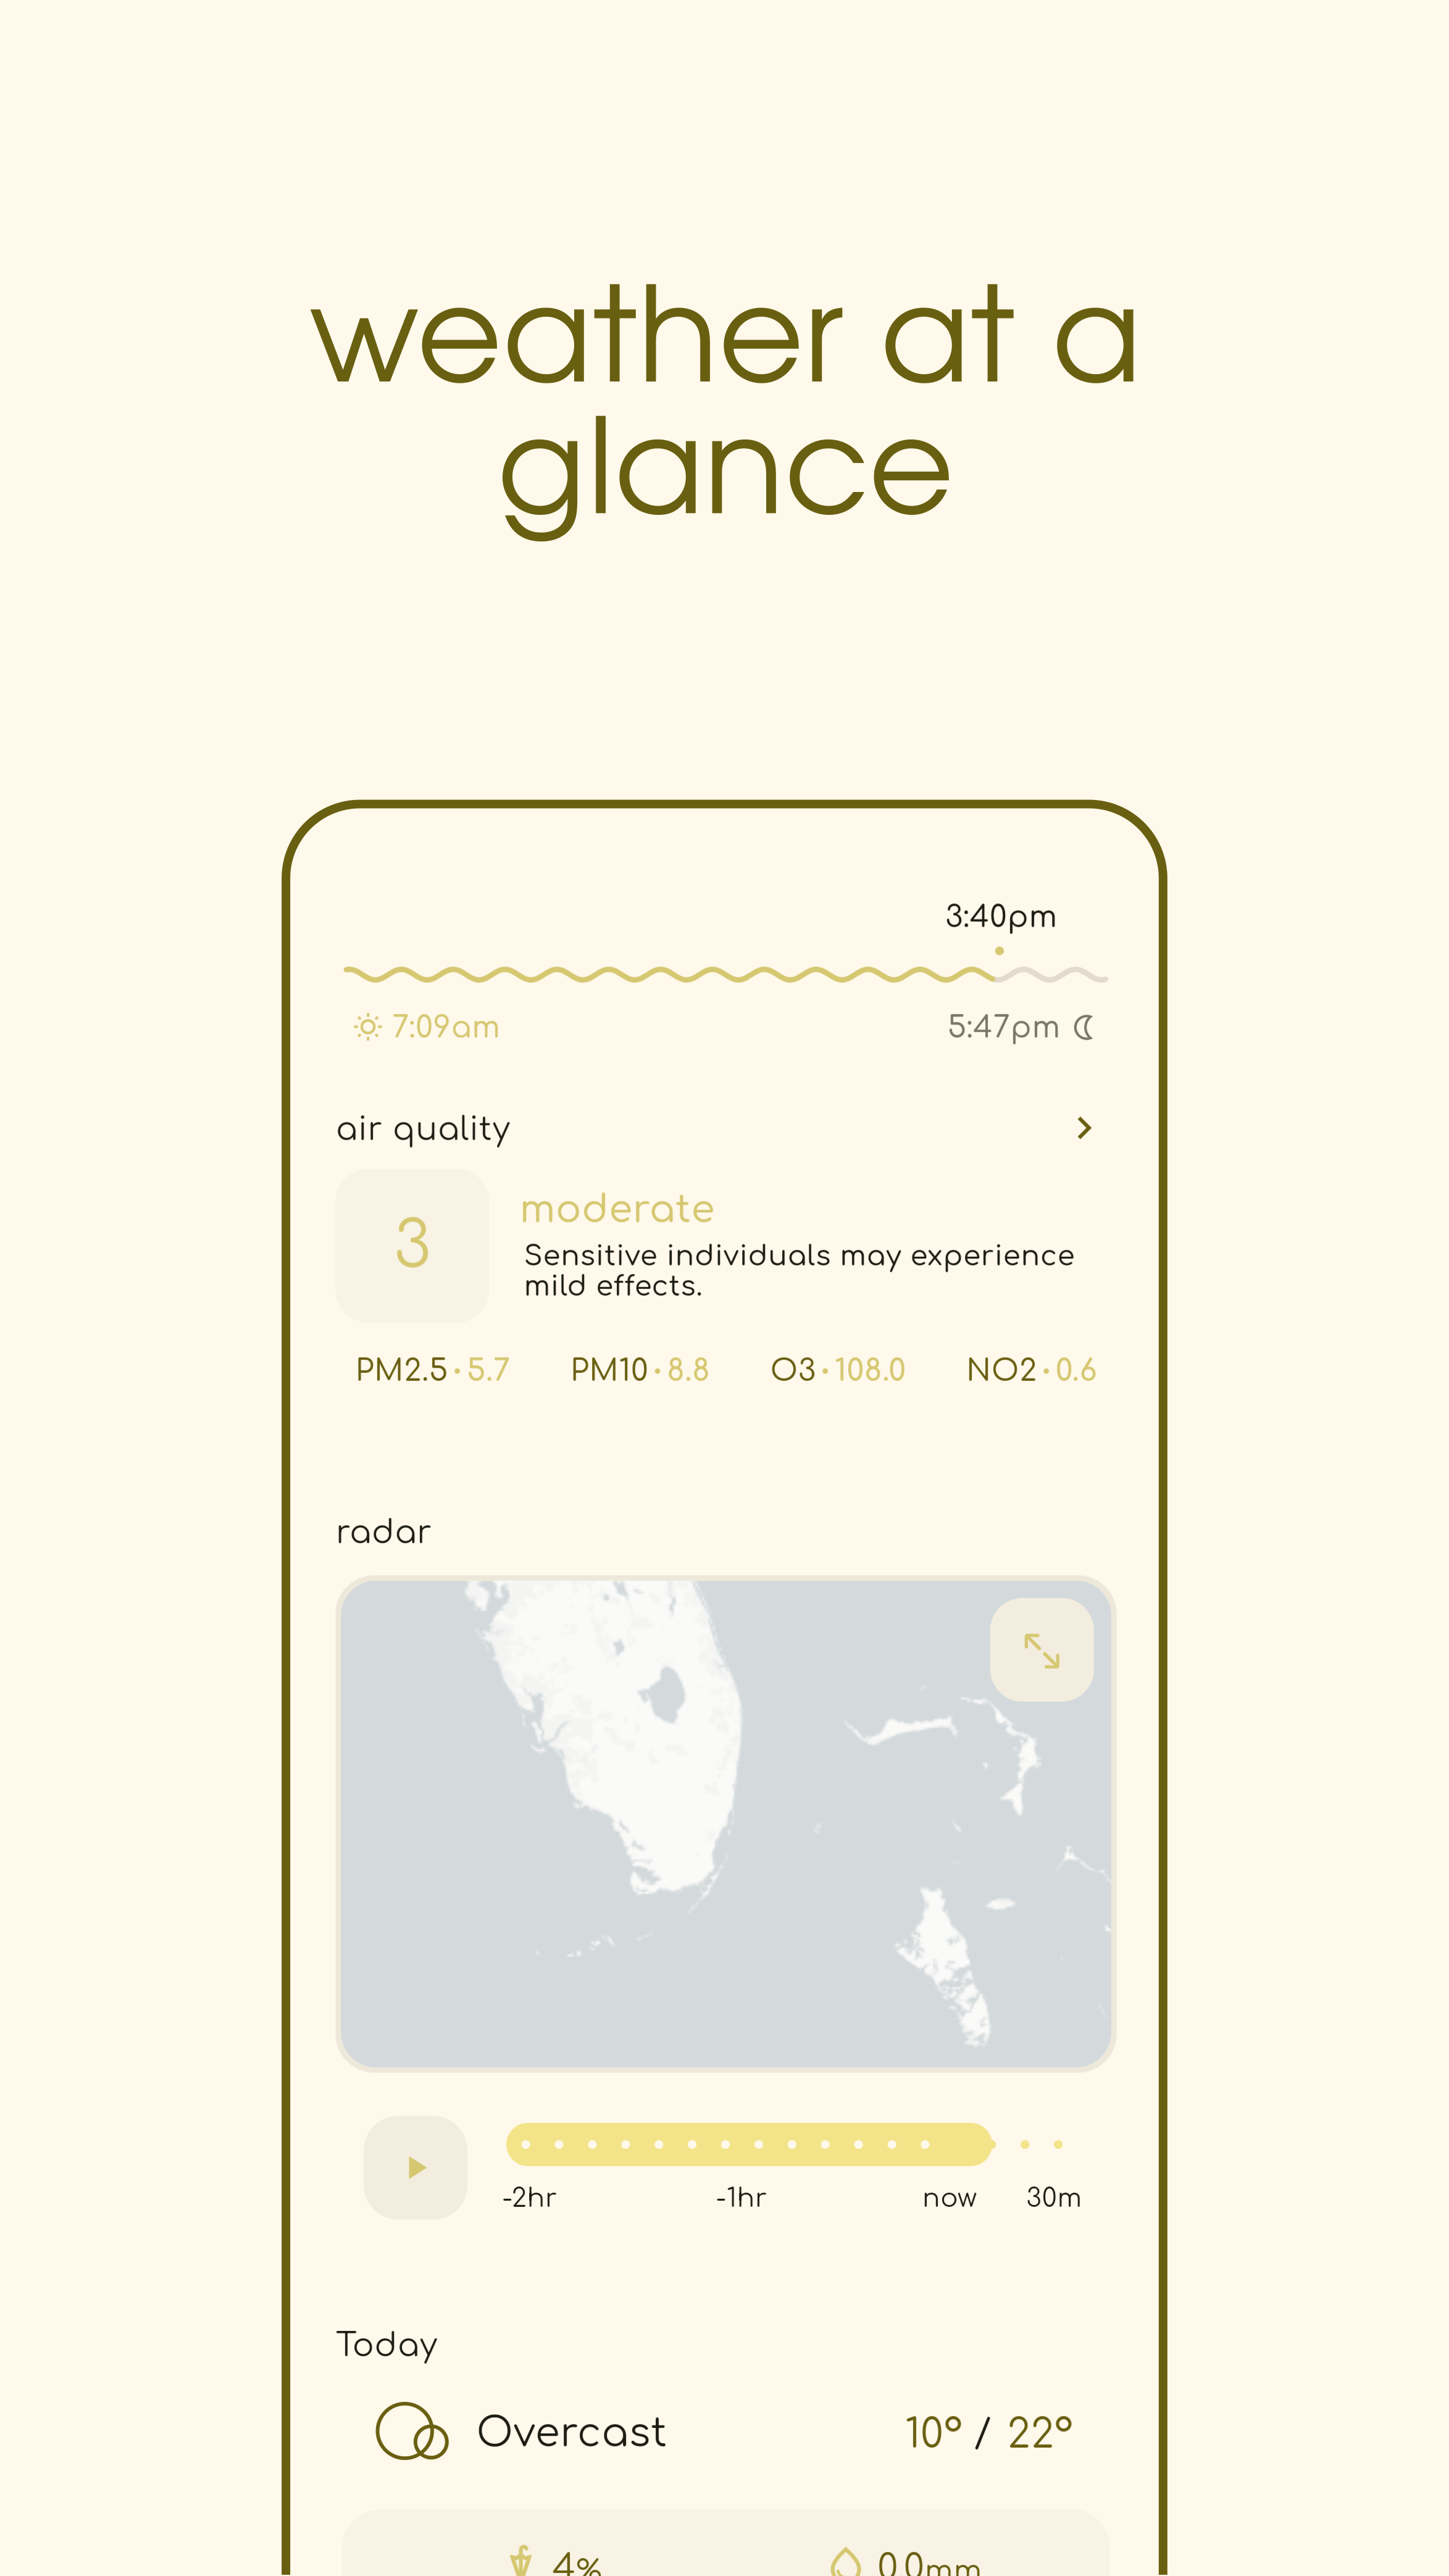 weather at a
glance
3:40pm
7:09am 5:47pm
air quality
3
moderate
Sensitive individuals may experience
mild effects.
PM2.5·5.7 PM10·8.8 O3·108.0 NO2·0.6
radar
-2hr -1hr now 30m
Today
Overcast 10° / 22°
4% 0.0mm